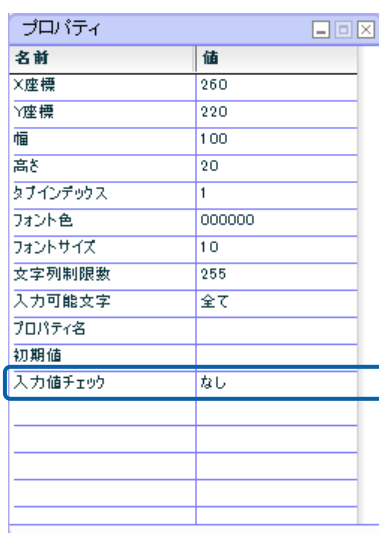 プロパティ
名前 値
X座標 260
Y座標 220
幅 100
高さ 20
タブインデックス 1
フォント色 000000
フォントサイズ 10
文字列制限数 255
入力可能文字 全て
プロパティ名
初期値
入力値チェック なし